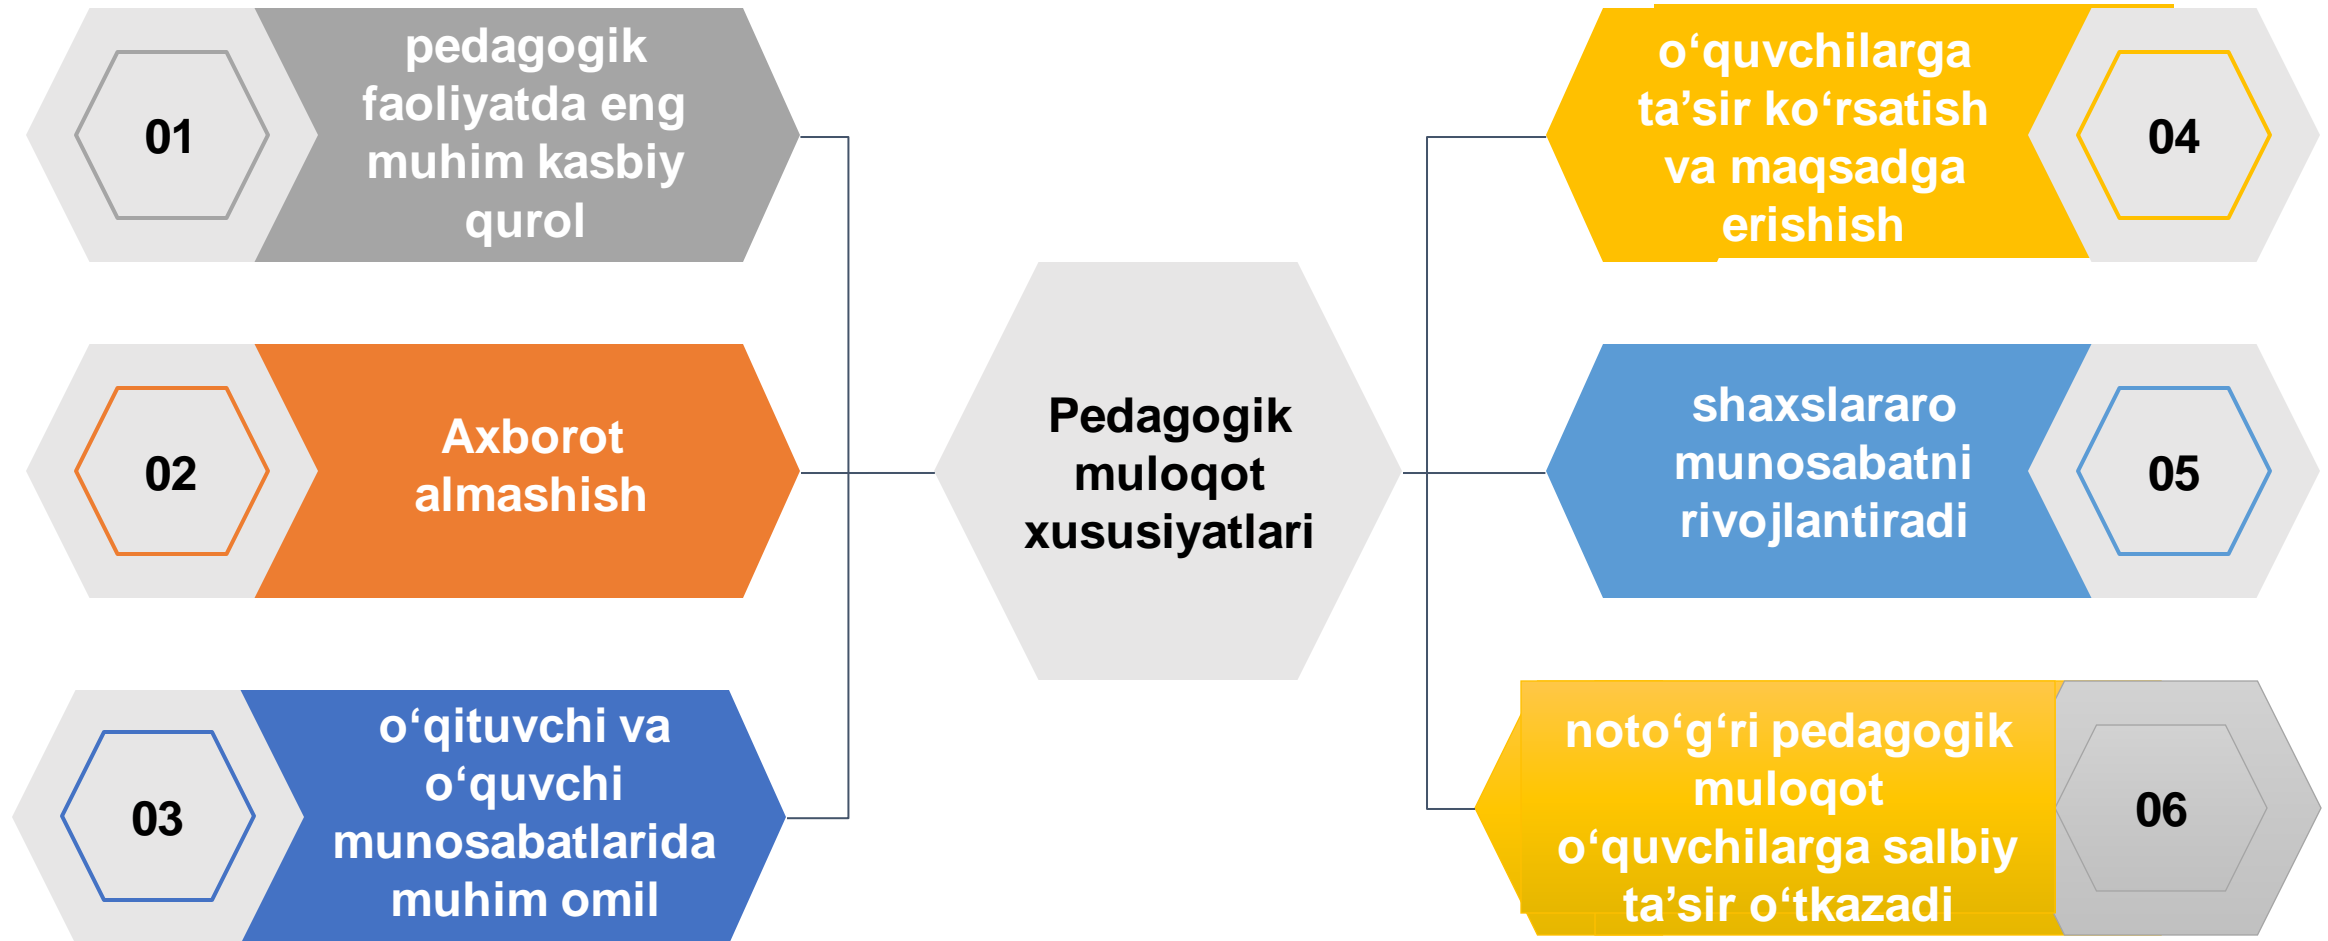 01
pedagogik
faoliyatda eng
muhim kasbiy
qurol
02
Axborot
almashish
03
o‘qituvchi va
o‘quvchi
munosabatlarida
muhim omil
Pedagogik
muloqot
xususiyatlari
o‘quvchilarga
ta’sir ko‘rsatish
va maqsadga
erishish
04
shaxslararo
munosabatni
rivojlantiradi
05
noto‘g‘ri pedagogik
muloqot
o‘quvchilarga salbiy
ta’sir o‘tkazadi
06